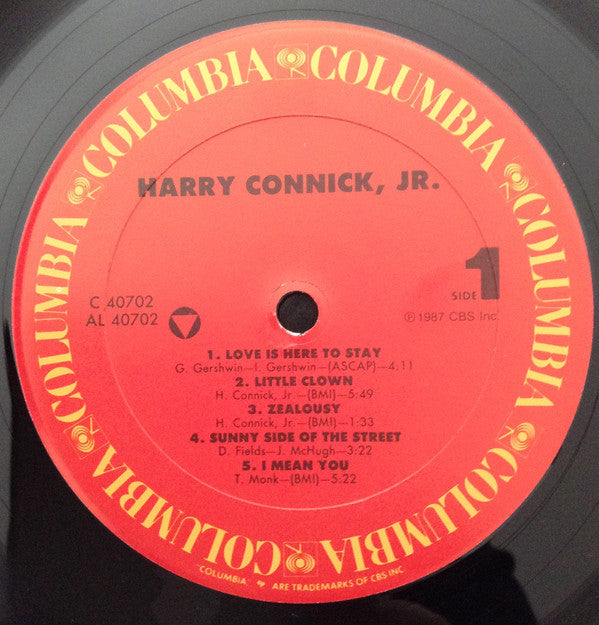 COLUMBIA COLUMBIA COLUMBIA COLUMBIA COLUMBIA COLUMBIA
HARRY CONNICK, JR.
C 40702
AL 40702
SIDE 1
℗ 1987 CBS Inc.
1. LOVE IS HERE TO STAY
G. Gershwin—I. Gershwin—(ASCAP)—4:11
2. LITTLE CLOWN
H. Connick, Jr.—(BMI)—5:49
3. ZEALOUSY
H. Connick, Jr.—(BMI)—1:33
4. SUNNY SIDE OF THE STREET
D. Fields—J. McHugh—3:22
5. I MEAN YOU
T. Monk—(BMI)—5:22
"COLUMBIA," ARE TRADEMARKS OF CBS INC